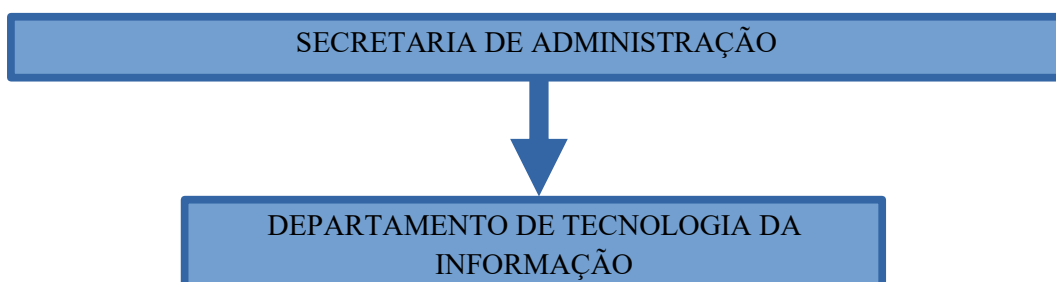 SECRETARIA DE ADMINISTRAÇÃO
DEPARTAMENTO DE TECNOLOGIA DA
INFORMAÇÃO